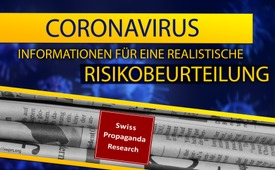 CORONAVIRUS
INFORMATIONEN FÜR EINE REALISTISCHE
RISIKOBEURTEILUNG
Swiss
Propaganda
Research